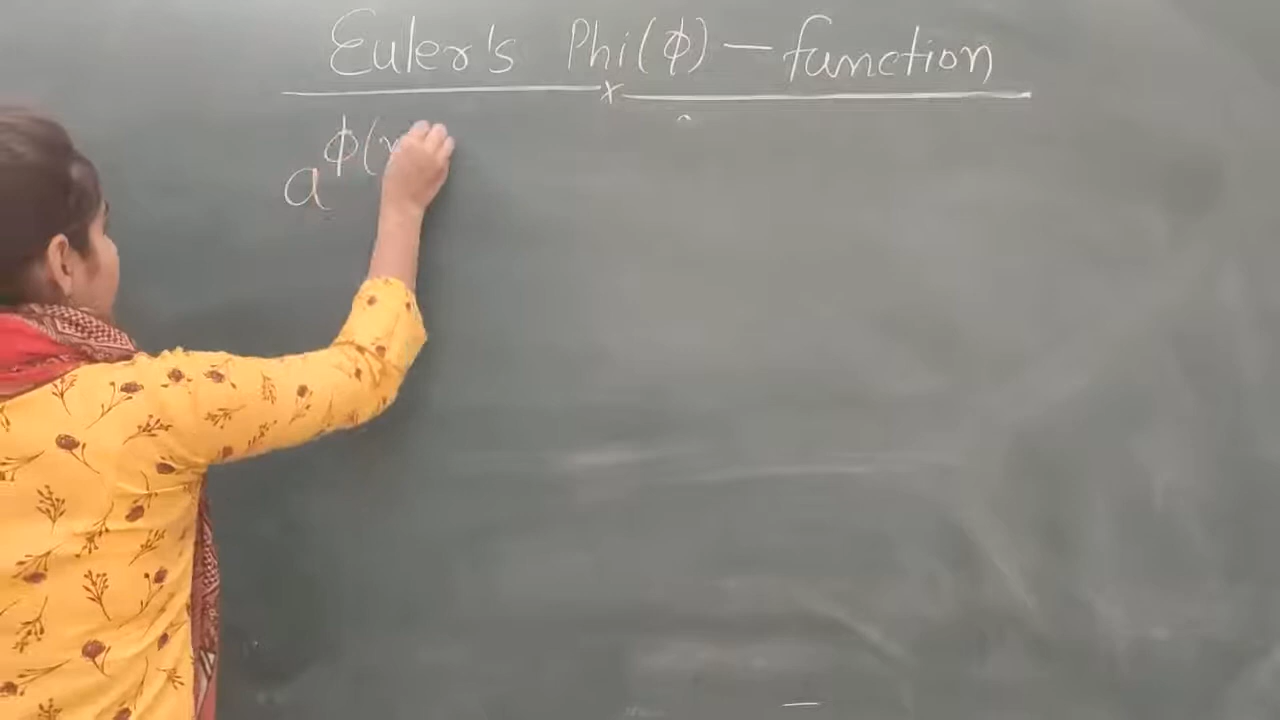 Euler's Phi(ϕ) – function
a^ϕ(